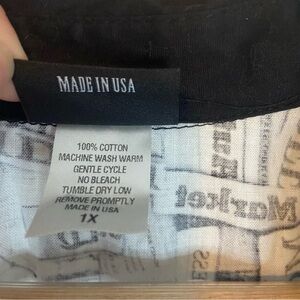 MADE IN USA
100% COTTON
MACHINE WASH WARM
GENTLE CYCLE
NO BLEACH
TUMBLE DRY LOW
REMOVE PROMPTLY
MADE IN USA
1X
Market